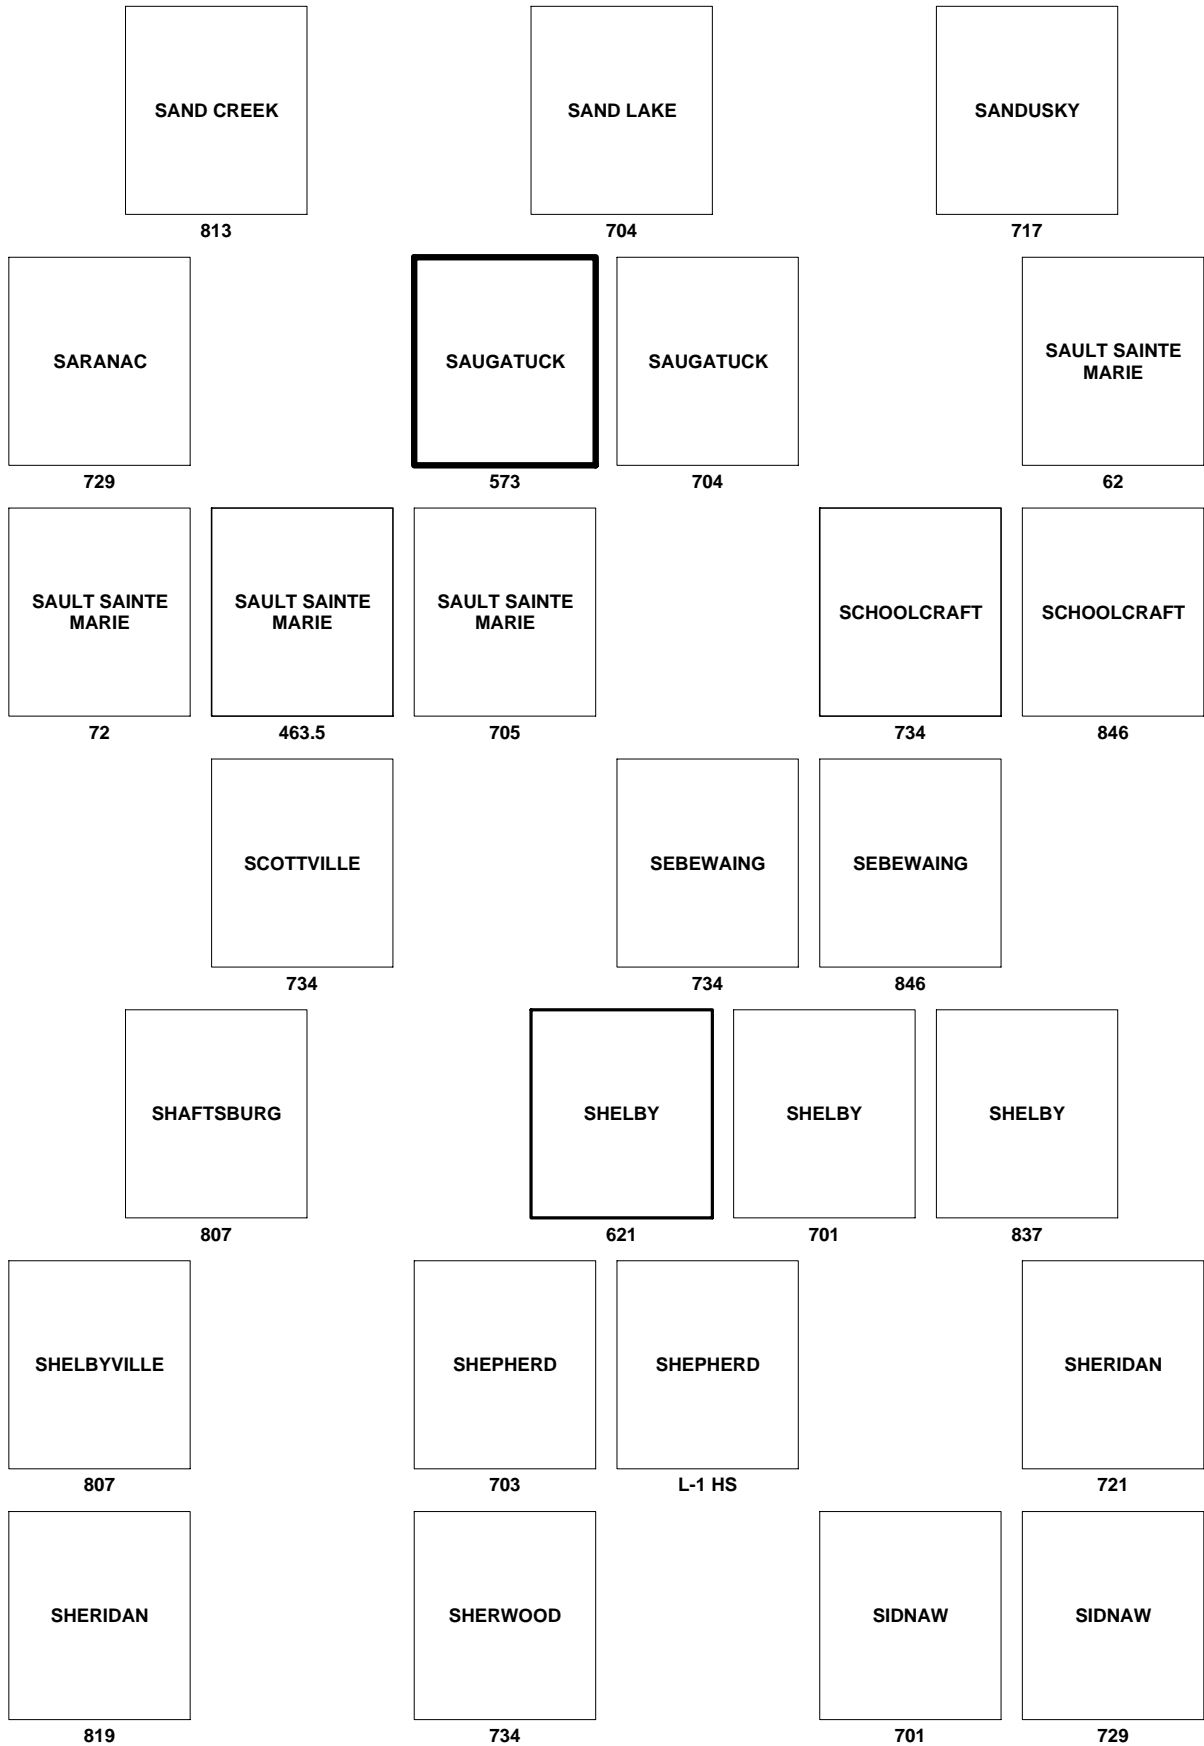 SAND CREEK
813
SAND LAKE
704
SANDUSKY
717
SARANAC
729
SAUGATUCK
573
SAUGATUCK
704
SAULT SAINTE
MARIE
62
SAULT SAINTE
MARIE
72
SAULT SAINTE
MARIE
463.5
SAULT SAINTE
MARIE
705
SCHOOLCRAFT
734
SCHOOLCRAFT
846
SCOTTVILLE
734
SEBEWAING
734
SEBEWAING
846
SHAFTSBURG
807
SHELBY
621
SHELBY
701
SHELBY
837
SHELBYVILLE
807
SHEPHERD
703
SHEPHERD
L-1 HS
SHERIDAN
721
SHERIDAN
819
SHERWOOD
734
SIDNAW
701
SIDNAW
729